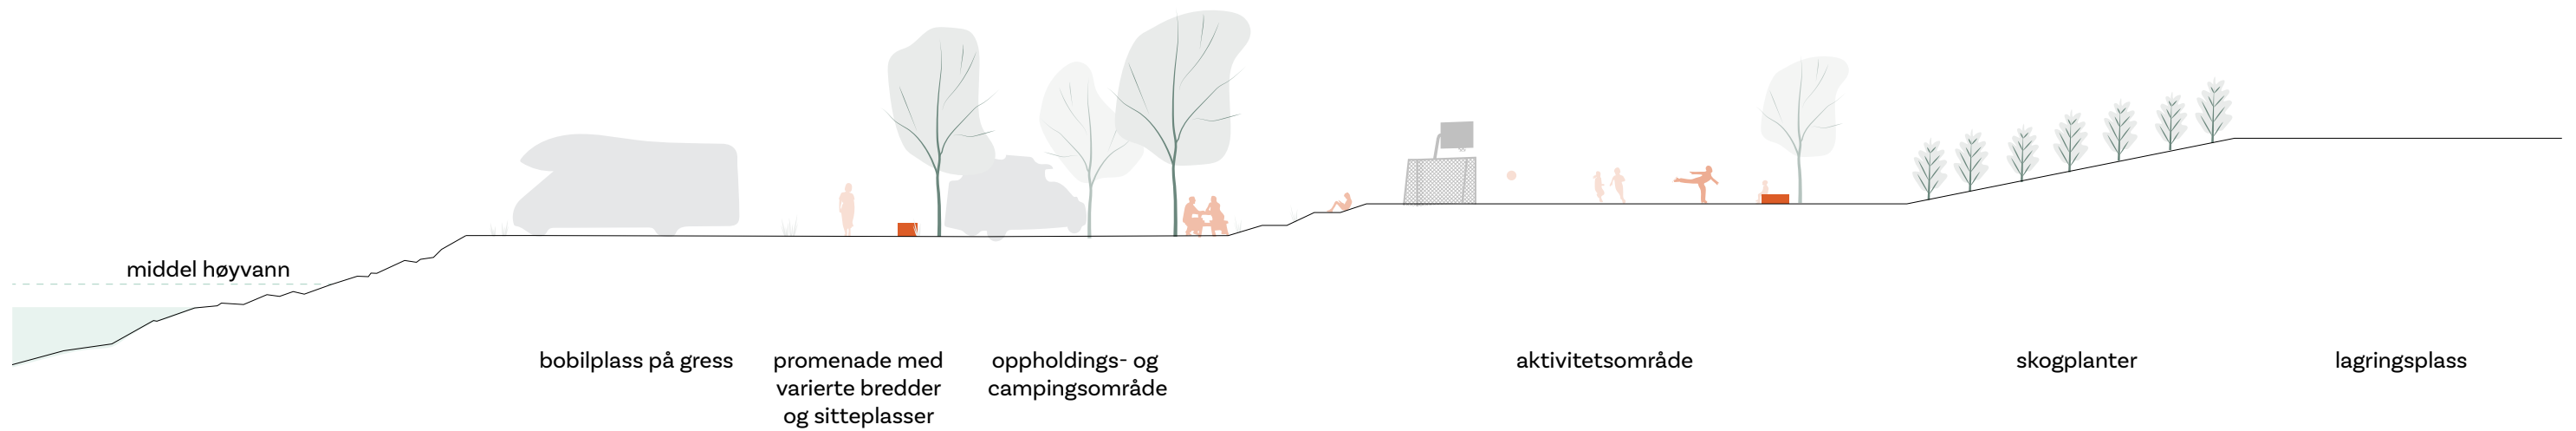 middel høyvann
bobilplass på gress
promenade med
varierte bredder
og sitteplasser
oppholdings- og
campingsområde
aktivitetsområde
skogplanter
lagringsplass